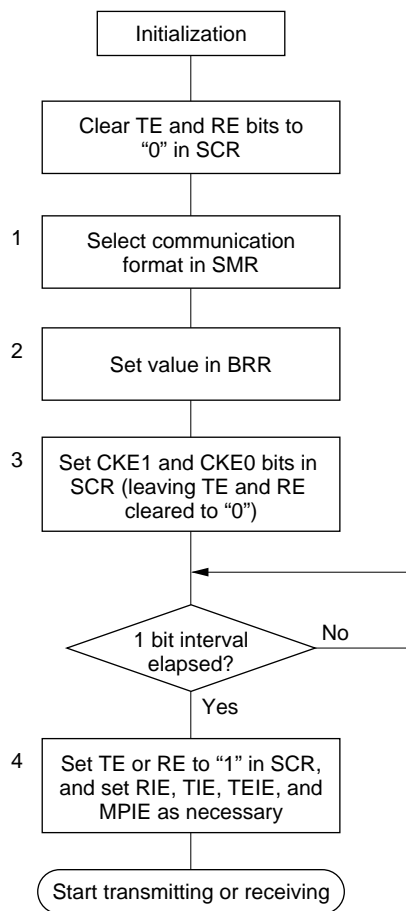 Initialization
Clear TE and RE bits to
“0” in SCR
1
Select communication
format in SMR
2
Set value in BRR
3
Set CKE1 and CKE0 bits in
SCR (leaving TE and RE
cleared to “0”)
1 bit interval
elapsed?
No
Yes
4
Set TE or RE to “1” in SCR,
and set RIE, TIE, TEIE, and
MPIE as necessary
Start transmitting or receiving